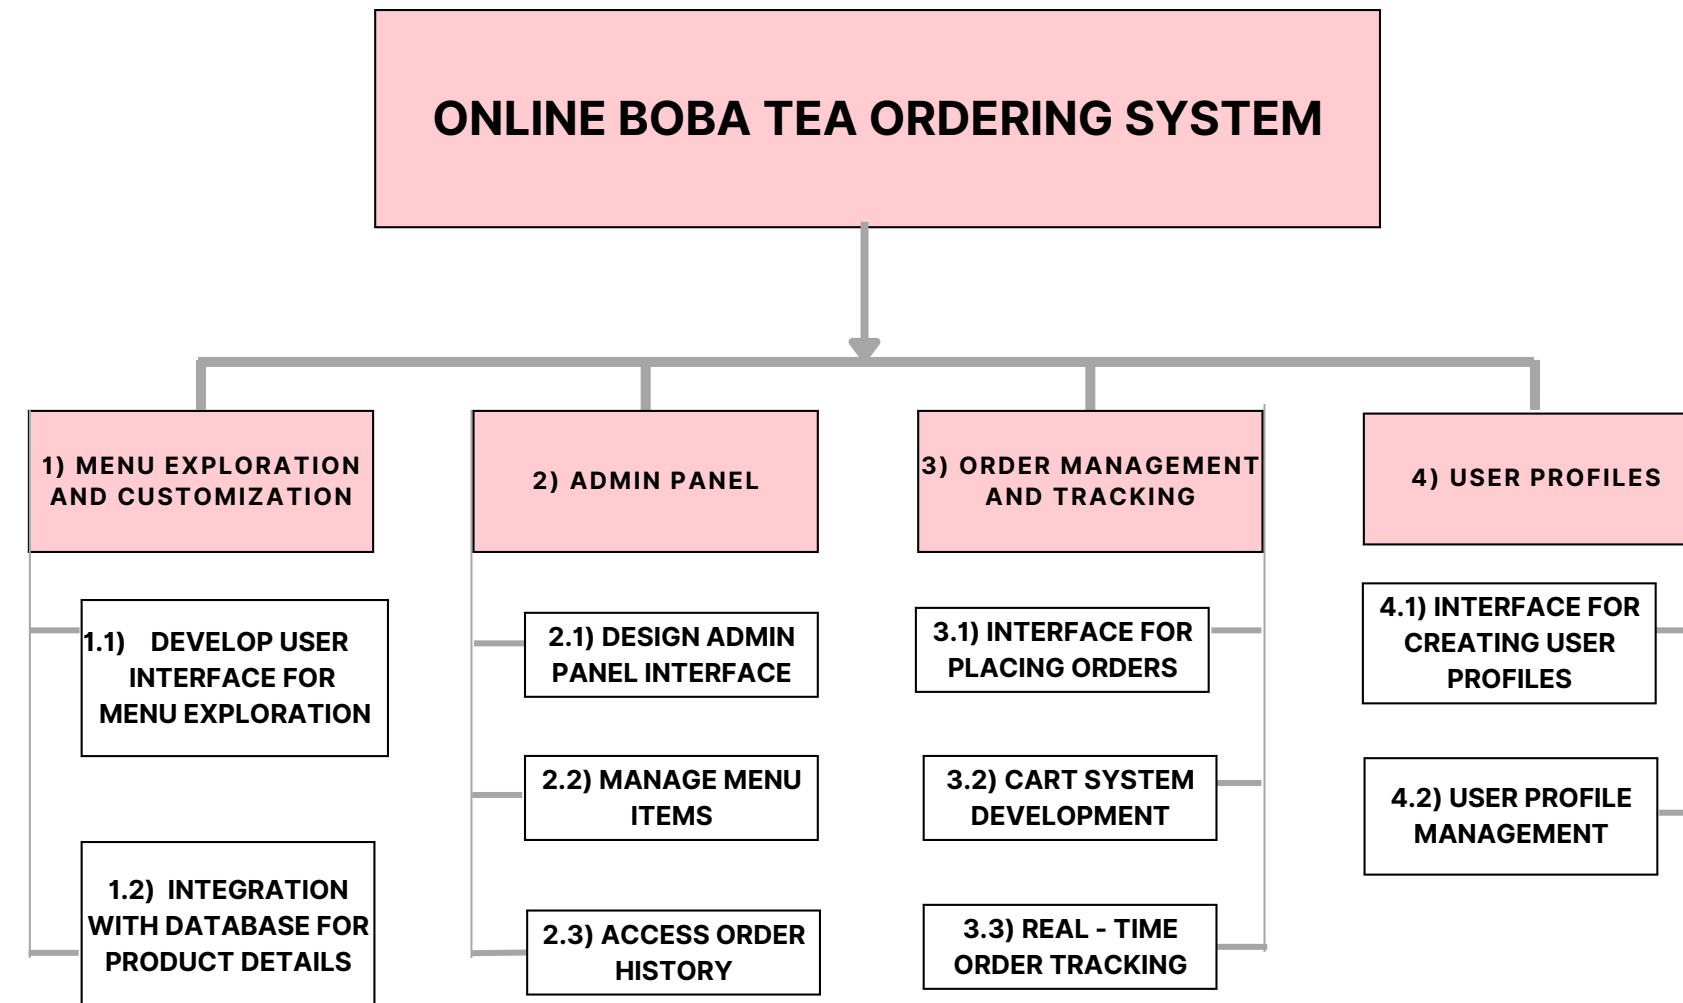 ONLINE BOBA TEA ORDERING SYSTEM
1) MENU EXPLORATION
AND CUSTOMIZATION
2) ADMIN PANEL
3) ORDER MANAGEMENT
AND TRACKING
4) USER PROFILES
1.1) DEVELOP USER
INTERFACE FOR
MENU EXPLORATION
1.2) INTEGRATION
WITH DATABASE FOR
PRODUCT DETAILS
2.1) DESIGN ADMIN
PANEL INTERFACE
2.2) MANAGE MENU
ITEMS
2.3) ACCESS ORDER
HISTORY
3.1) INTERFACE FOR
PLACING ORDERS
3.2) CART SYSTEM
DEVELOPMENT
3.3) REAL - TIME
ORDER TRACKING
4.1) INTERFACE FOR
CREATING USER
PROFILES
4.2) USER PROFILE
MANAGEMENT